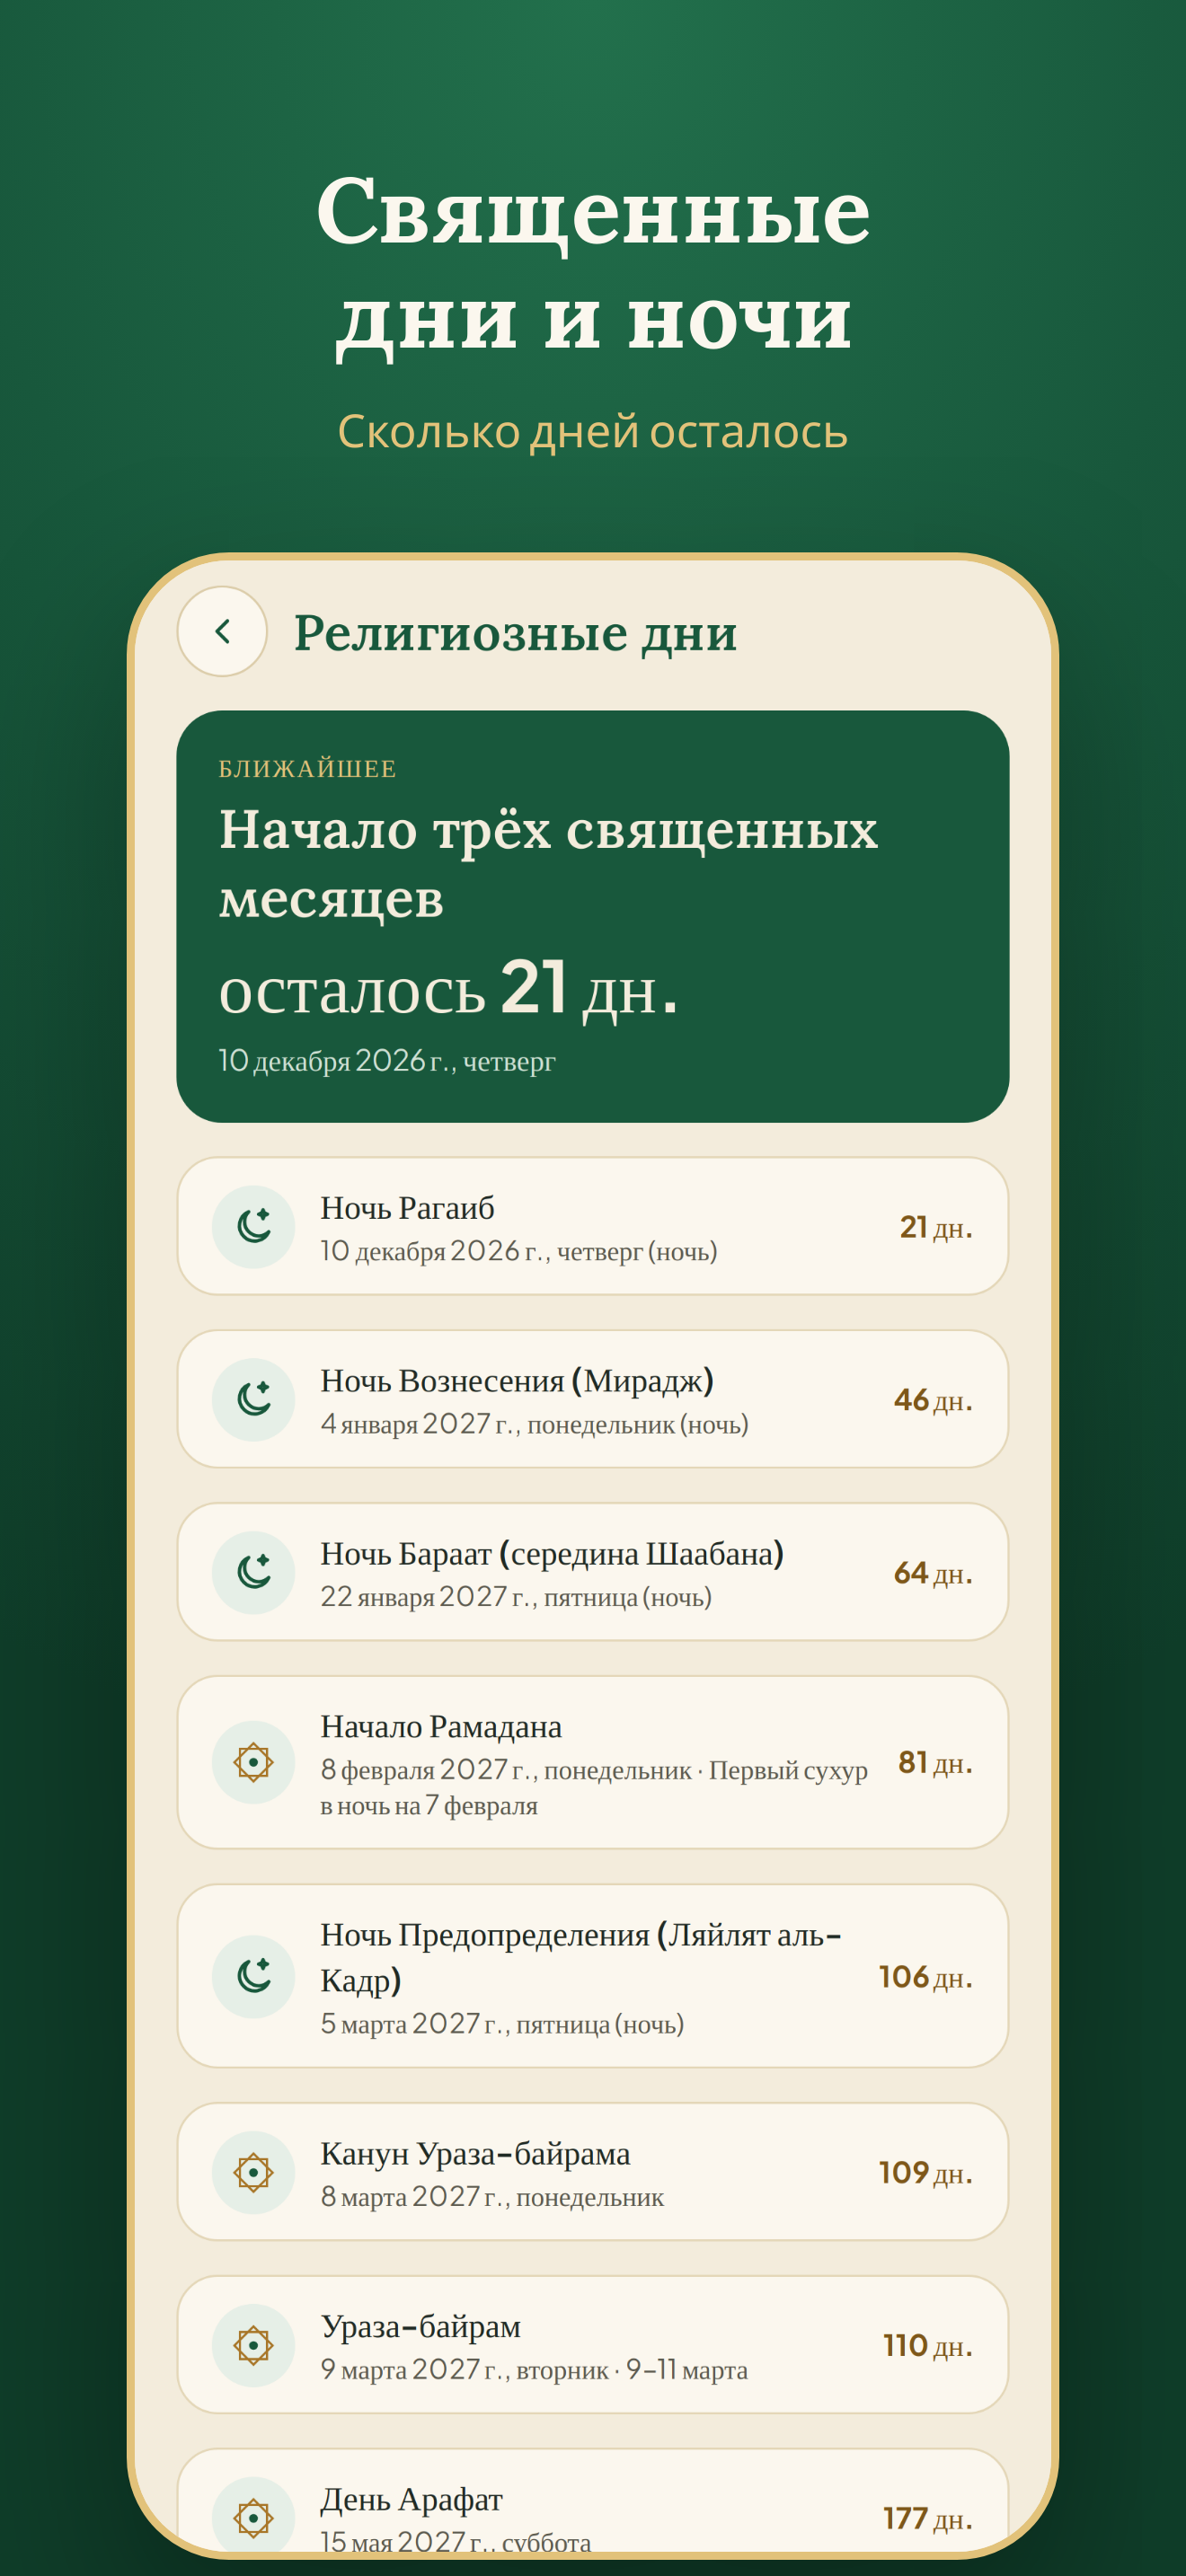 Священные
дни и ночи
Сколько дней осталось
Религиозные дни
БЛИЖАЙШЕЕ
Начало трёх священных
месяцев
осталось 21 дн.
10 декабря 2026 г., четверг
Ночь Рагаиб
10 декабря 2026 г., четверг (ночь)
21 дн.
Ночь Вознесения (Мирадж)
4 января 2027 г., понедельник (ночь)
46 дн.
Ночь Бараат (середина Шаабана)
22 января 2027 г., пятница (ночь)
64 дн.
Начало Рамадана
8 февраля 2027 г., понедельник · Первый сухур
в ночь на 7 февраля
81 дн.
Ночь Предопределения (Ляйлят аль-
Кадр)
5 марта 2027 г., пятница (ночь)
106 дн.
Канун Ураза-байрама
8 марта 2027 г., понедельник
109 дн.
Ураза-байрам
9 марта 2027 г., вторник · 9–11 марта
110 дн.
День Арафат
15 мая 2027 г., суббота
177 дн.